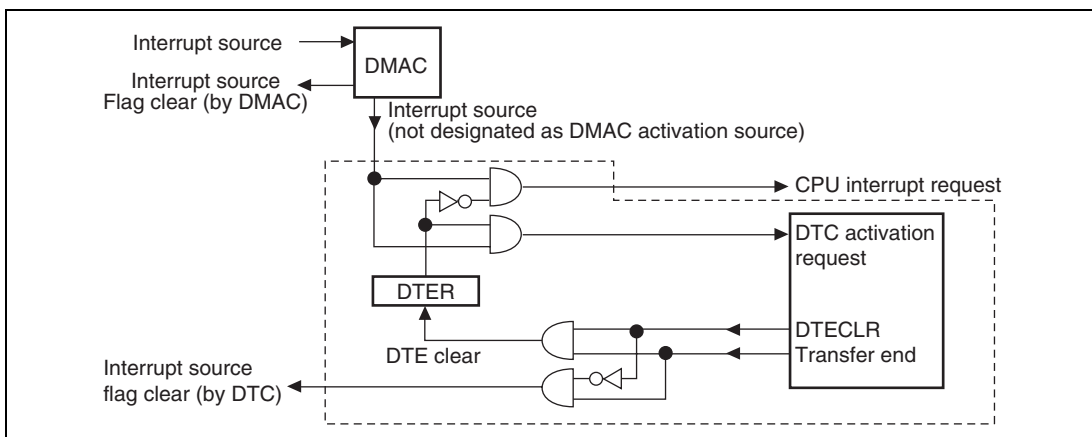 Interrupt source
DMAC
Interrupt source
Flag clear (by DMAC)
Interrupt source
(not designated as DMAC activation source)
CPU interrupt request
DTC activation
request
DTER
DTECLR
DTE clear
Transfer end
Interrupt source
flag clear (by DTC)